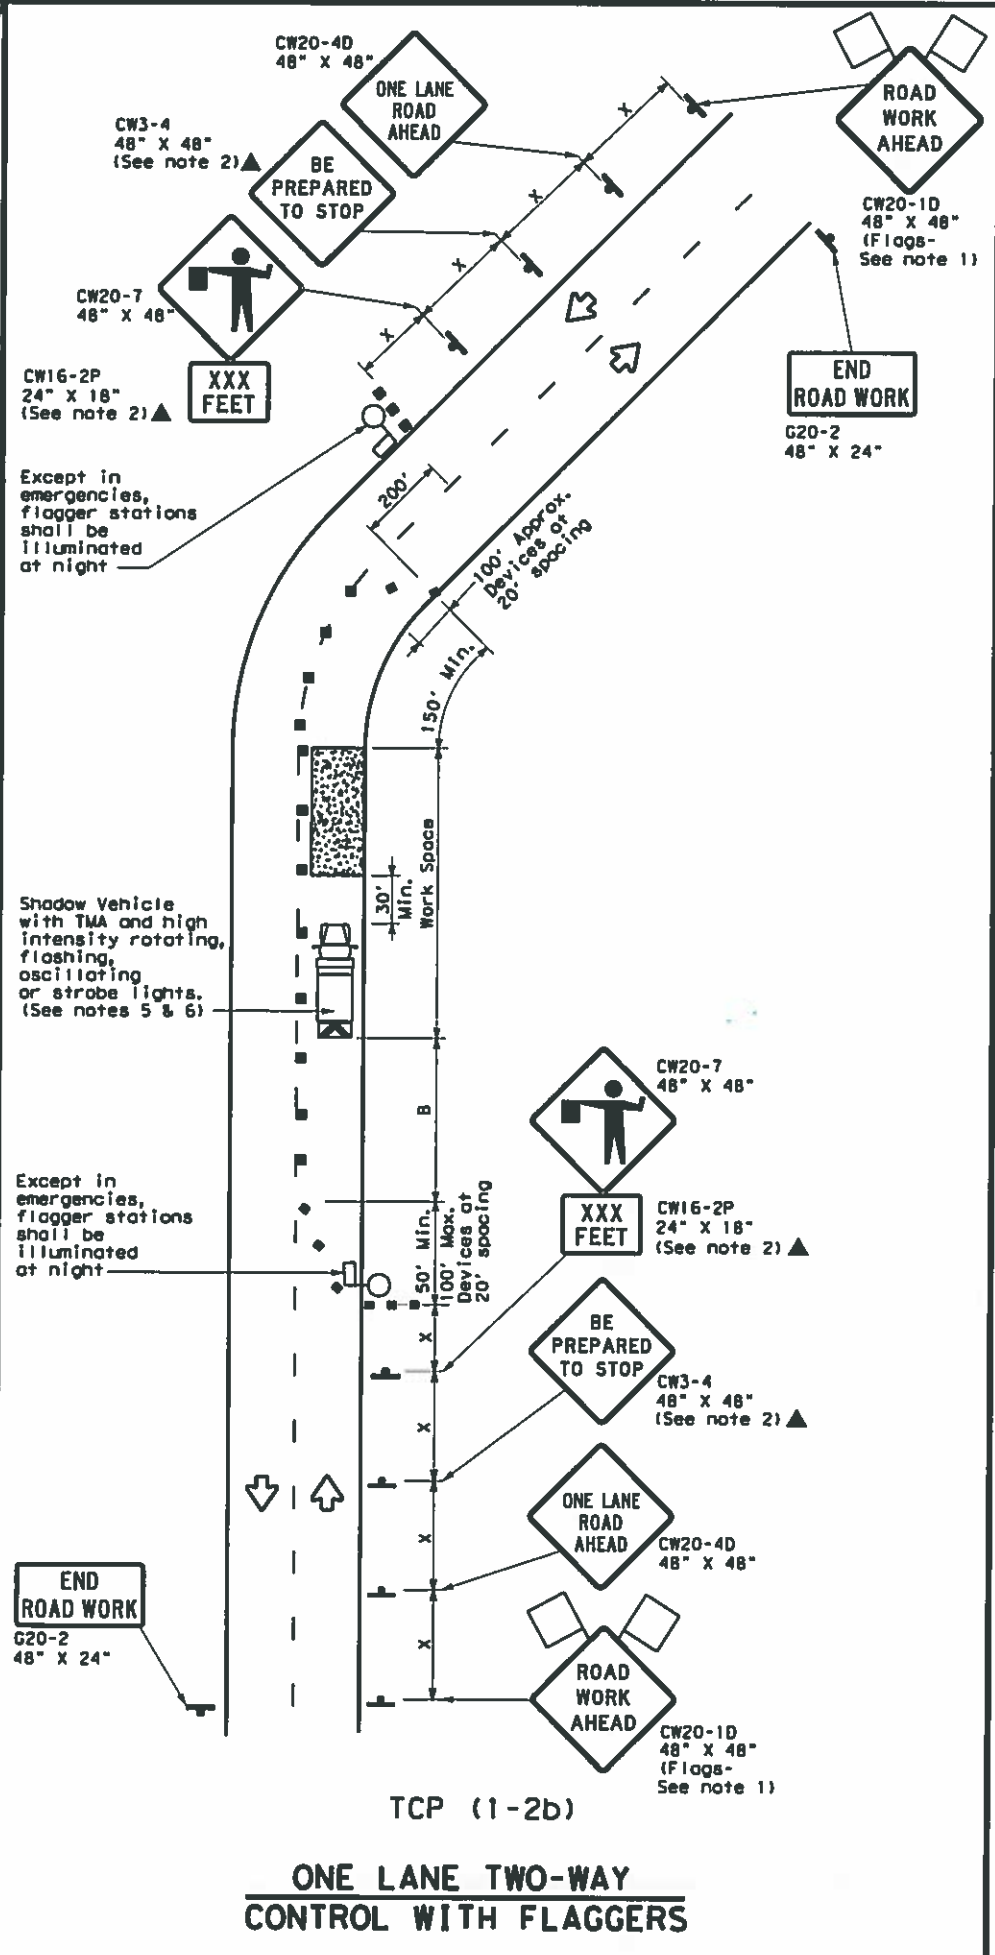 CW20-4D
48" X 48"
ONE LANE
ROAD
AHEAD
ROAD
WORK
AHEAD
CW20-1D
48" X 48"
(Flags-
See note 1)
CW3-4
48" X 48"
(See note 2)▲
BE
PREPARED
TO STOP
X
X
X
X
CW20-7
48" X 48"
CW16-2P
24" X 18"
(See note 2)▲
XXX
FEET
END
ROAD WORK
G20-2
48" X 24"
Except in
emergencies,
flagger stations
shall be
illuminated
at night
200'
100' Approx.
Devices at
20' spacing
150' Min.
30'
Min.
Work Space
Shadow Vehicle
with TMA and high
intensity rotating,
flashing,
oscillating
or strobe lights.
(See notes 5 & 6)
B
CW20-7
48" X 48"
XXX
FEET
CW16-2P
24" X 18"
(See note 2)▲
Except in
emergencies,
flagger stations
shall be
illuminated
at night
50' Min.
100' Max.
Devices at
20' spacing
X
BE
PREPARED
TO STOP
CW3-4
48" X 48"
(See note 2)▲
X
ONE LANE
ROAD
AHEAD
CW20-4D
48" X 48"
X
END
ROAD WORK
G20-2
48" X 24"
X
ROAD
WORK
AHEAD
CW20-1D
48" X 48"
(Flags-
See note 1)
TCP (1-2b)
ONE LANE TWO-WAY
CONTROL WITH FLAGGERS